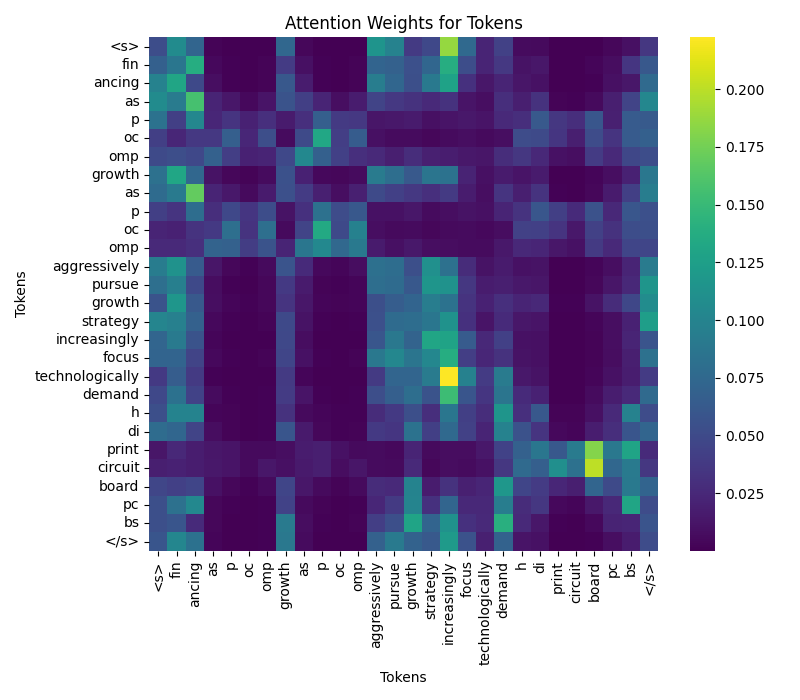 Attention Weights for Tokens
<s>
fin
ancing
as
p
oc
omp
growth
as
p
oc
omp
aggressively
pursue
growth
strategy
increasingly
focus
technologically
demand
h
di
print
circuit
board
pc
bs
</s>
Tokens
<s>
fin
ancing
as
p
oc
omp
growth
as
p
oc
omp
aggressively
pursue
growth
strategy
increasingly
focus
technologically
demand
h
di
print
circuit
board
pc
bs
</s>
Tokens
0.200
0.175
0.150
0.125
0.100
0.075
0.050
0.025